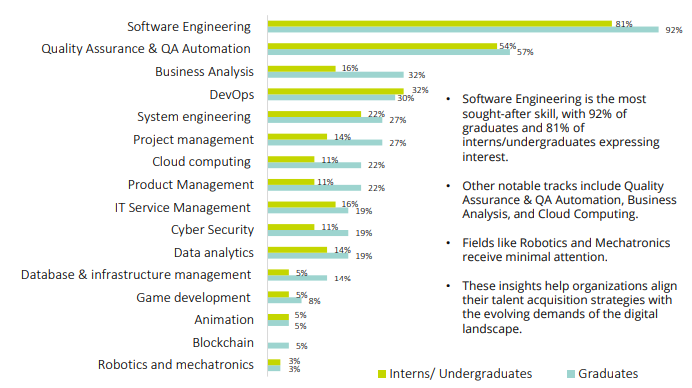 Software Engineering 81% 92%
Quality Assurance & QA Automation 54% 57%
Business Analysis 16% 32%
DevOps 32% 30%
System engineering 22% 27%
Project management 14% 27%
Cloud computing 11% 22%
Product Management 11% 22%
IT Service Management 16% 19%
Cyber Security 11% 19%
Data analytics 14% 19%
Database & infrastructure management 5% 14%
Game development 5% 8%
Animation 5% 5%
Blockchain 5%
Robotics and mechatronics 3% 3%
• Software Engineering is the most
sought-after skill, with 92% of
graduates and 81% of
interns/undergraduates expressing
interest.
• Other notable tracks include Quality
Assurance & QA Automation, Business
Analysis, and Cloud Computing.
• Fields like Robotics and Mechatronics
receive minimal attention.
• These insights help organizations align
their talent acquisition strategies with
the evolving demands of the digital
landscape.
Interns/ Undergraduates
Graduates